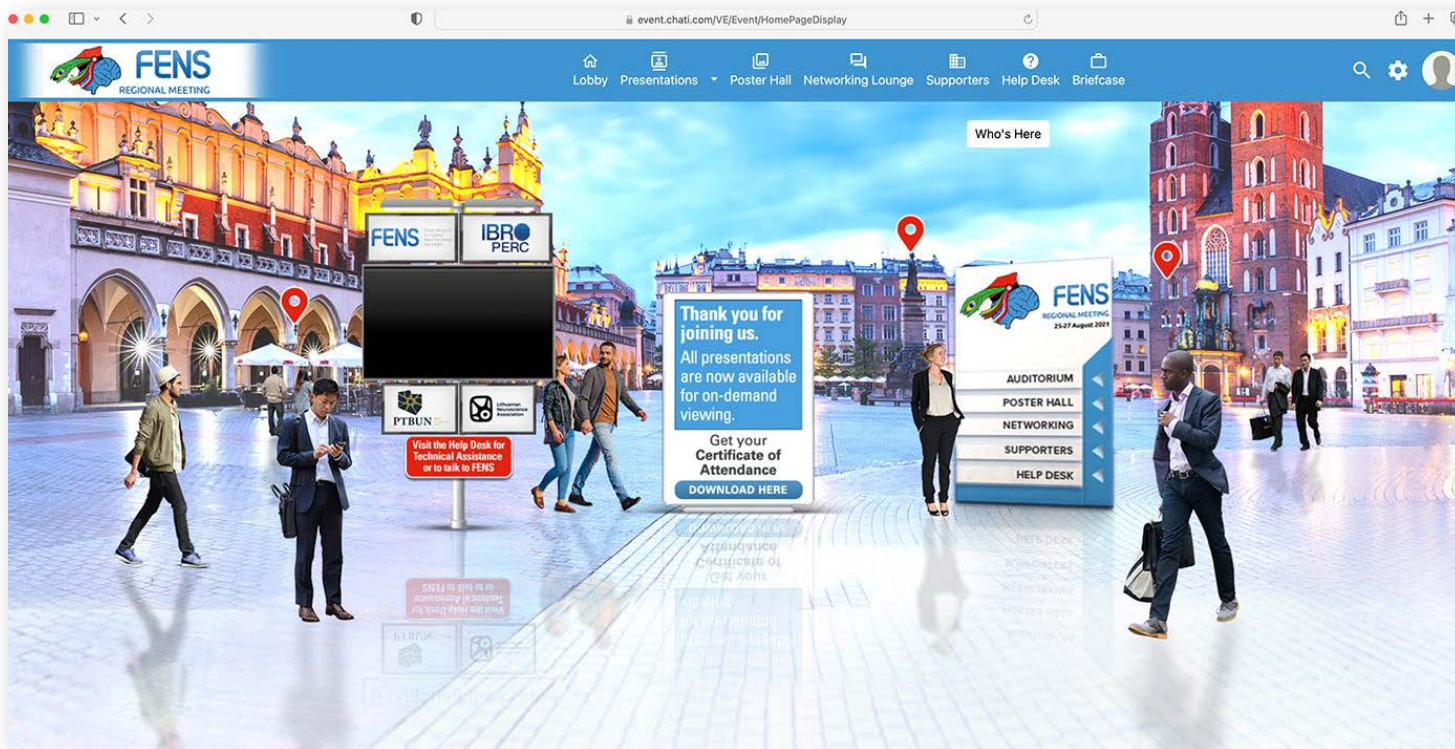 event.chati.com/VE/Event/HomePageDisplay
FENS
REGIONAL MEETING
Lobby
Presentations
Poster Hall
Networking Lounge
Supporters
Help Desk
Briefcase
Who's Here
FENS
IBRO
PERC
PTBUN
Lithuanian
Neuroscience
Association
Visit the Help Desk for
Technical Assistance
or to talk to FENS
Thank you for
joining us.
All presentations
are now available
for on-demand
viewing.
Get your
Certificate of
Attendance
DOWNLOAD HERE
FENS
REGIONAL MEETING
25-27 August 2021
AUDITORIUM
POSTER HALL
NETWORKING
SUPPORTERS
HELP DESK